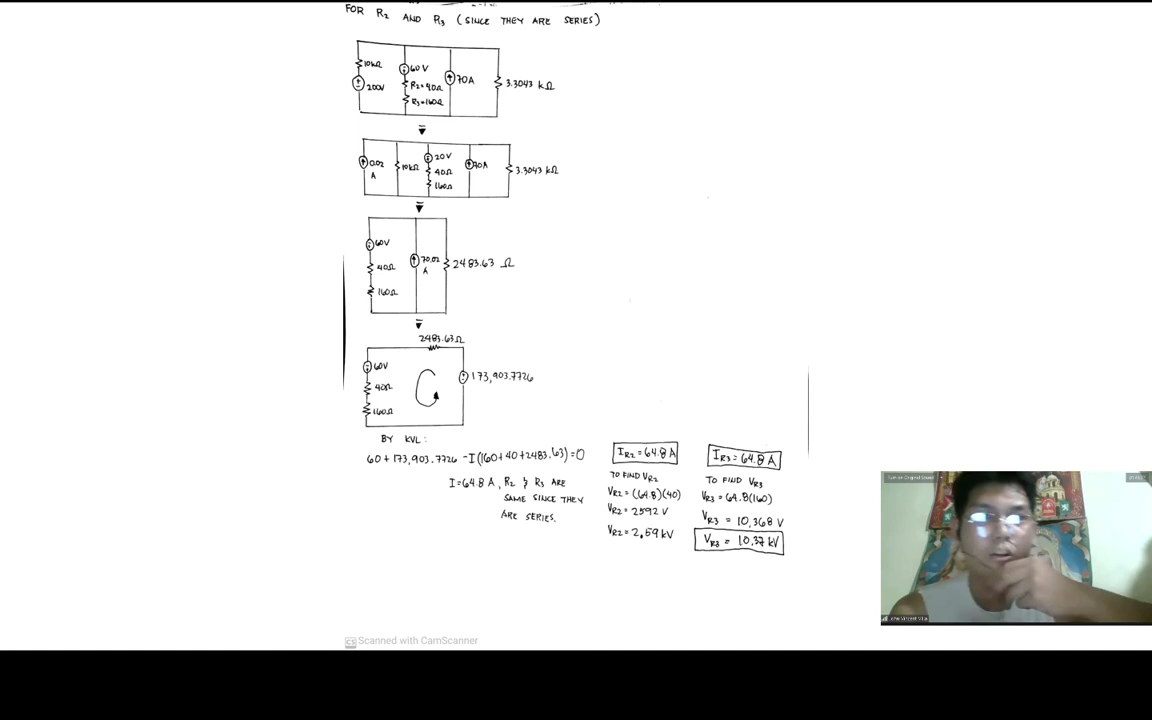 FOR R2 AND R3 (SINCE THEY ARE SERIES)
10kΩ
200V
60V
R2=40Ω
R3=160Ω
70A
3.3043 kΩ
0.02
A
10kΩ
20V
40Ω
160Ω
70A
3.3043 kΩ
60V
40Ω
160Ω
70.02
A
2483.63 Ω
2483.63Ω
60V
40Ω
160Ω
173,903.7726
BY KVL:
60+173,903.7726 -I(160+40+2483.63)=0
I=64.8 A, R2 & R3 ARE
SAME SINCE THEY
ARE SERIES.
IR2=64.8A
TO FIND VR2
VR2=(64.8)(40)
VR2=2592 V
VR2=2.59kV
IR3=64.8 A
TO FIND VR3
VR3=64.8(160)
VR3 = 10,368 V
VR3 = 10.37 kV
CS Scanned with CamScanner